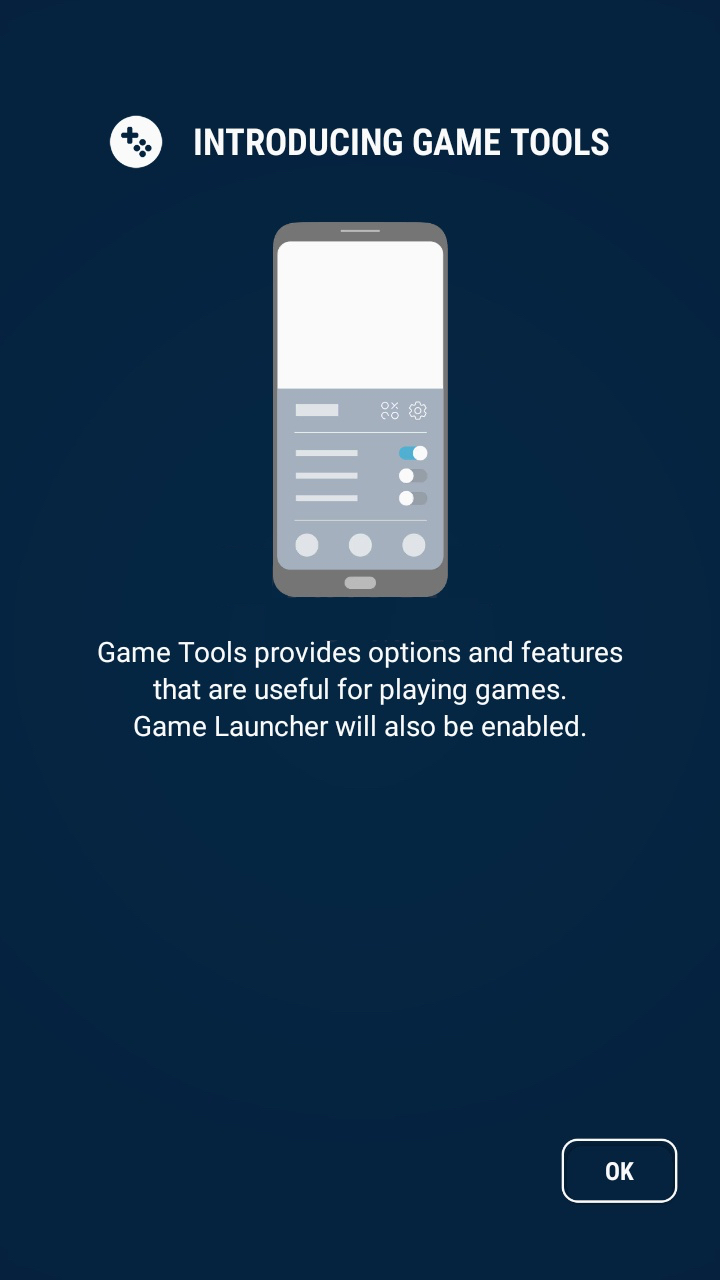 INTRODUCING GAME TOOLS
Game Tools provides options and features
that are useful for playing games.
Game Launcher will also be enabled.
OK